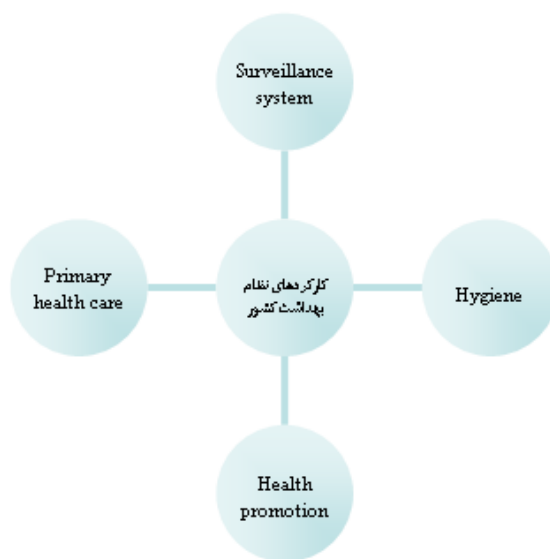 Surveillance
system
Primary
health care
کارکردهای نظام
بهداشت کشور
Hygiene
Health
promotion